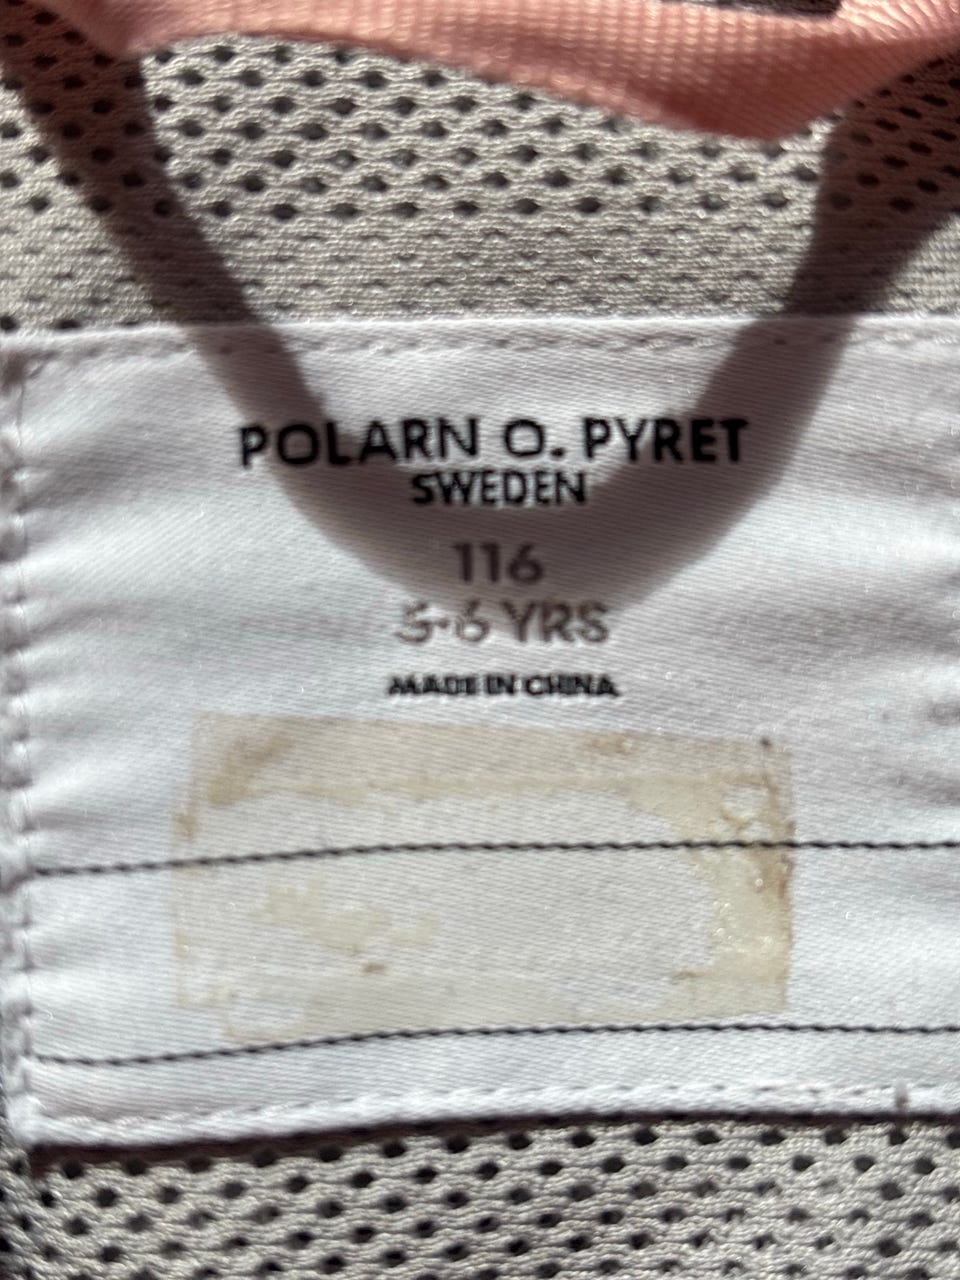 POLARN O. PYRET
SWEDEN
116
5-6 YRS
MADE IN CHINA